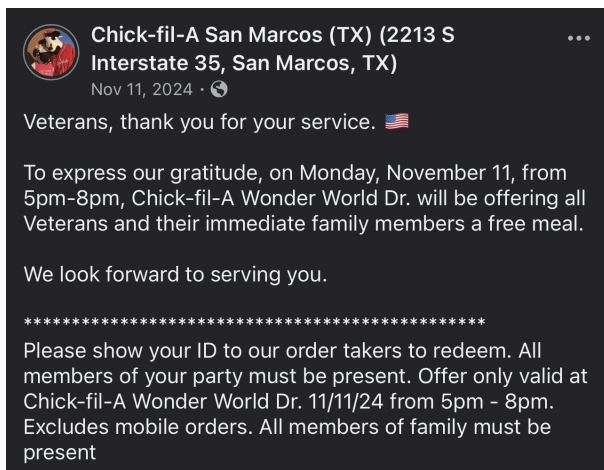 Chick-fil-A San Marcos (TX) (2213 S
Interstate 35, San Marcos, TX)
Nov 11, 2024 ·
Veterans, thank you for your service. 🇺🇸
To express our gratitude, on Monday, November 11, from
5pm-8pm, Chick-fil-A Wonder World Dr. will be offering all
Veterans and their immediate family members a free meal.
We look forward to serving you.
************************************************
Please show your ID to our order takers to redeem. All
members of your party must be present. Offer only valid at
Chick-fil-A Wonder World Dr. 11/11/24 from 5pm - 8pm.
Excludes mobile orders. All members of family must be
present